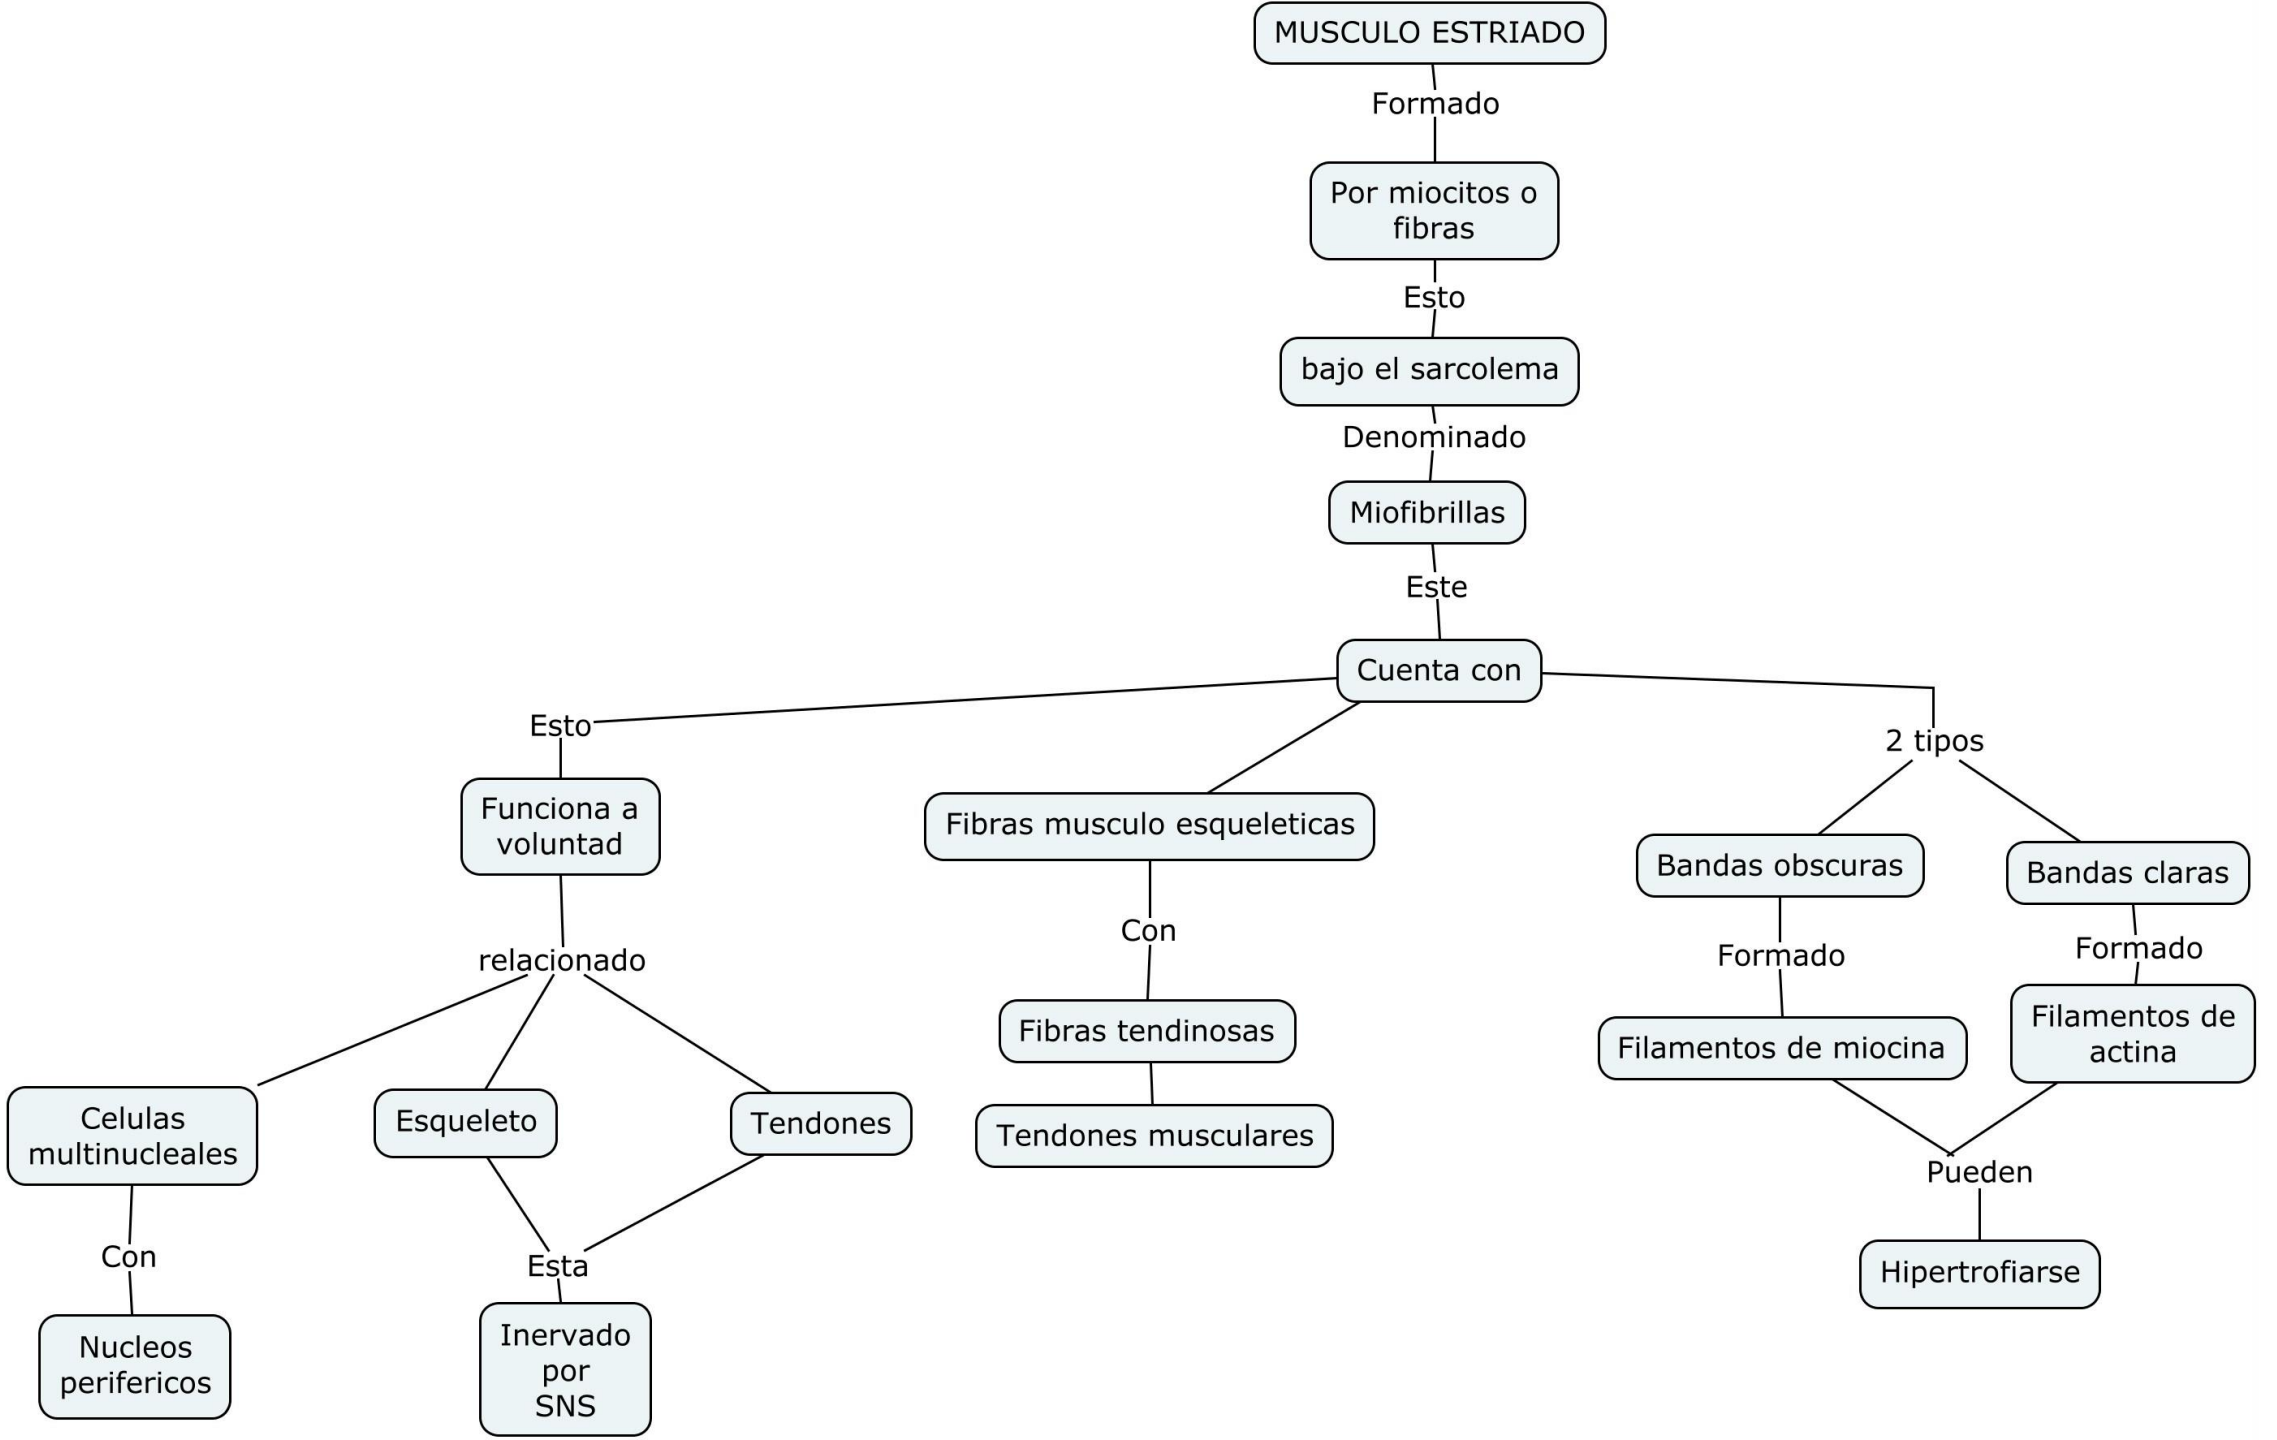 MUSCULO ESTRIADO
Formado
Por miocitos o
fibras
Esto
bajo el sarcolema
Denominado
Miofibrillas
Este
Cuenta con
Esto
Funciona a
voluntad
relacionado
Celulas
multinucleales
Con
Nucleos
perifericos
Esqueleto
Tendones
Esta
Inervado
por
SNS
Fibras musculo esqueleticas
Con
Fibras tendinosas
Tendones musculares
2 tipos
Bandas obscuras
Formado
Filamentos de miocina
Bandas claras
Formado
Filamentos de
actina
Pueden
Hipertrofiarse